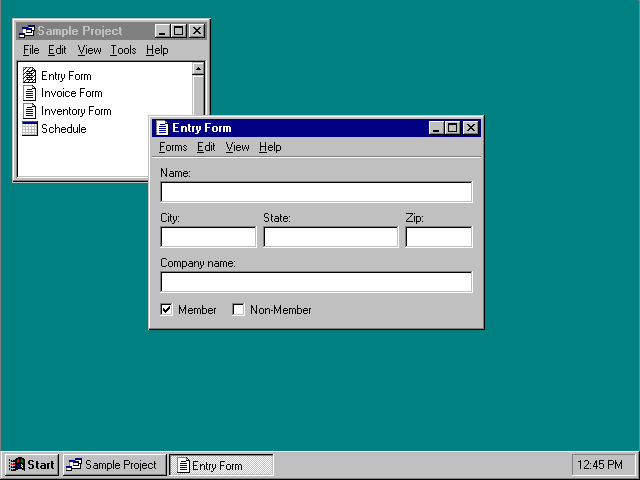 Sample Project
File Edit View Tools Help
Entry Form
Invoice Form
Inventory Form
Schedule
Entry Form
Forms Edit View Help
Name:
City: State: Zip:
Company name:
Member Non-Member
Start Sample Project Entry Form 12:45 PM